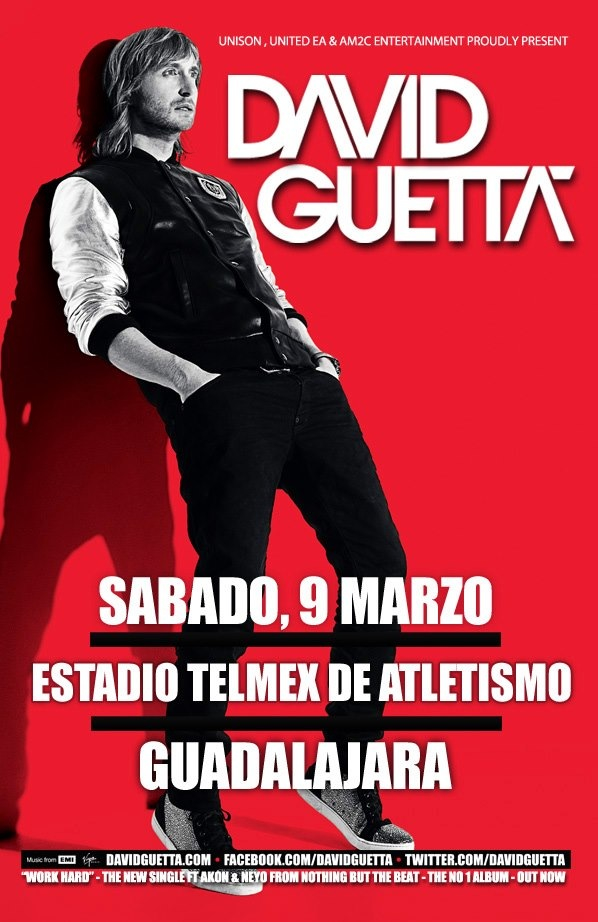 UNISON , UNITED EA & AM2C ENTERTAINMENT PROUDLY PRESENT
DAVID
GUETTA
SABADO, 9 MARZO
ESTADIO TELMEX DE ATLETISMO
GUADALAJARA
Music from EMI Virgin DAVIDGUETTA.COM • FACEBOOK.COM/DAVIDGUETTA • TWITTER.COM/DAVIDGUETTA
"WORK HARD" - THE NEW SINGLE FT AKON & NEYO FROM NOTHING BUT THE BEAT - THE NO 1 ALBUM - OUT NOW